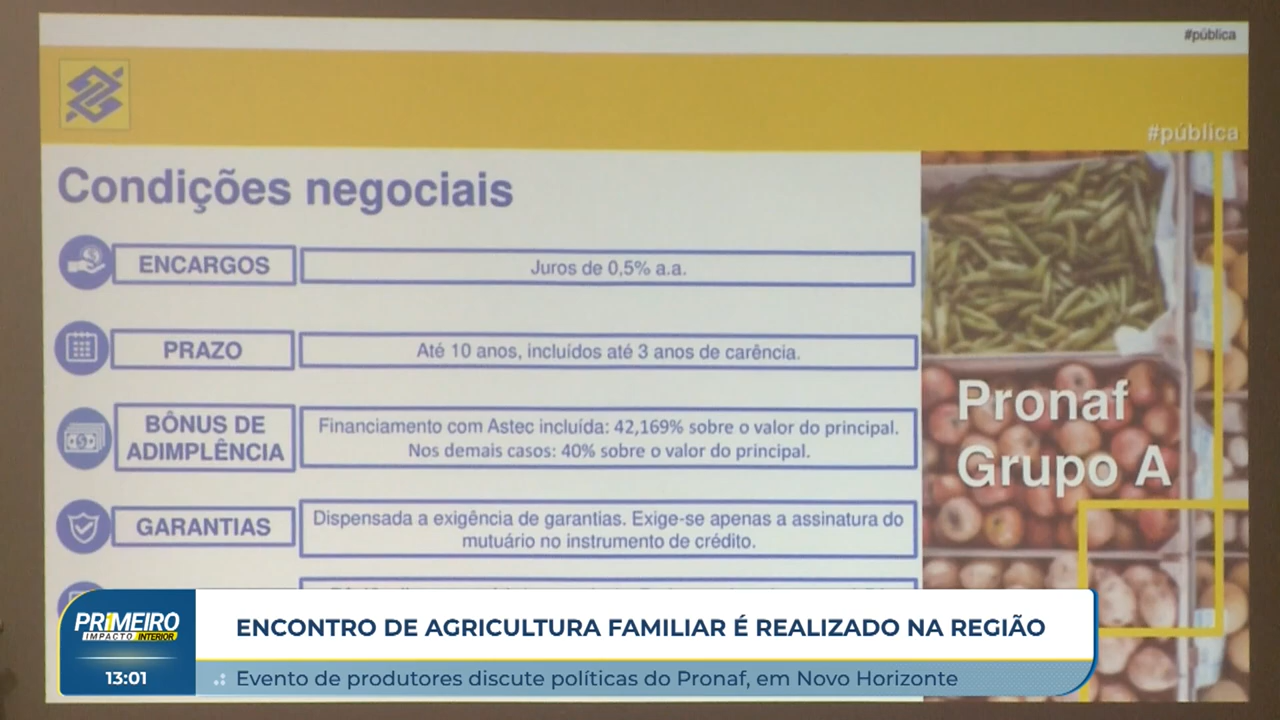 #pública
#pública
Condições negociais
ENCARGOS
Juros de 0,5% a.a.
PRAZO
Até 10 anos, incluídos até 3 anos de carência.
BÔNUS DE
ADIMPLÊNCIA
Financiamento com Astec incluída: 42,169% sobre o valor do principal.
Nos demais casos: 40% sobre o valor do principal.
GARANTIAS
Dispensada a exigência de garantias. Exige-se apenas a assinatura do
mutuário no instrumento de crédito.
Pronaf
Grupo A
PR1MEIRO
IMPACTO INTERIOR
13:01
ENCONTRO DE AGRICULTURA FAMILIAR É REALIZADO NA REGIÃO
Evento de produtores discute políticas do Pronaf, em Novo Horizonte